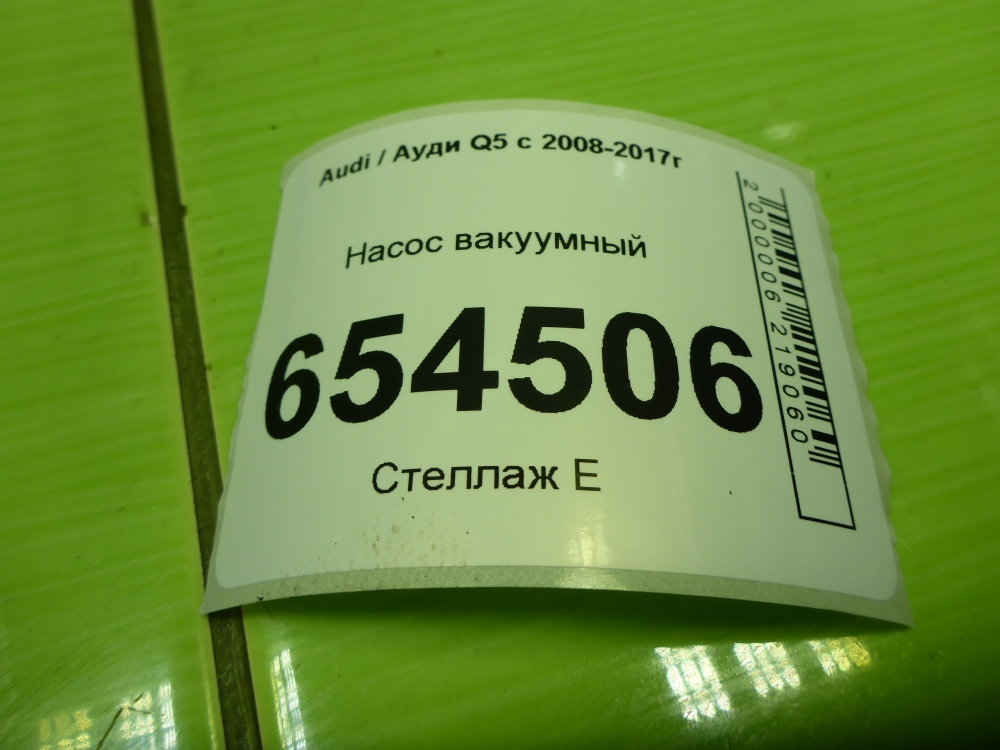 Audi / Ауди Q5 с 2008-2017г
Насос вакуумный
654506
Стеллаж Е
2000006219060